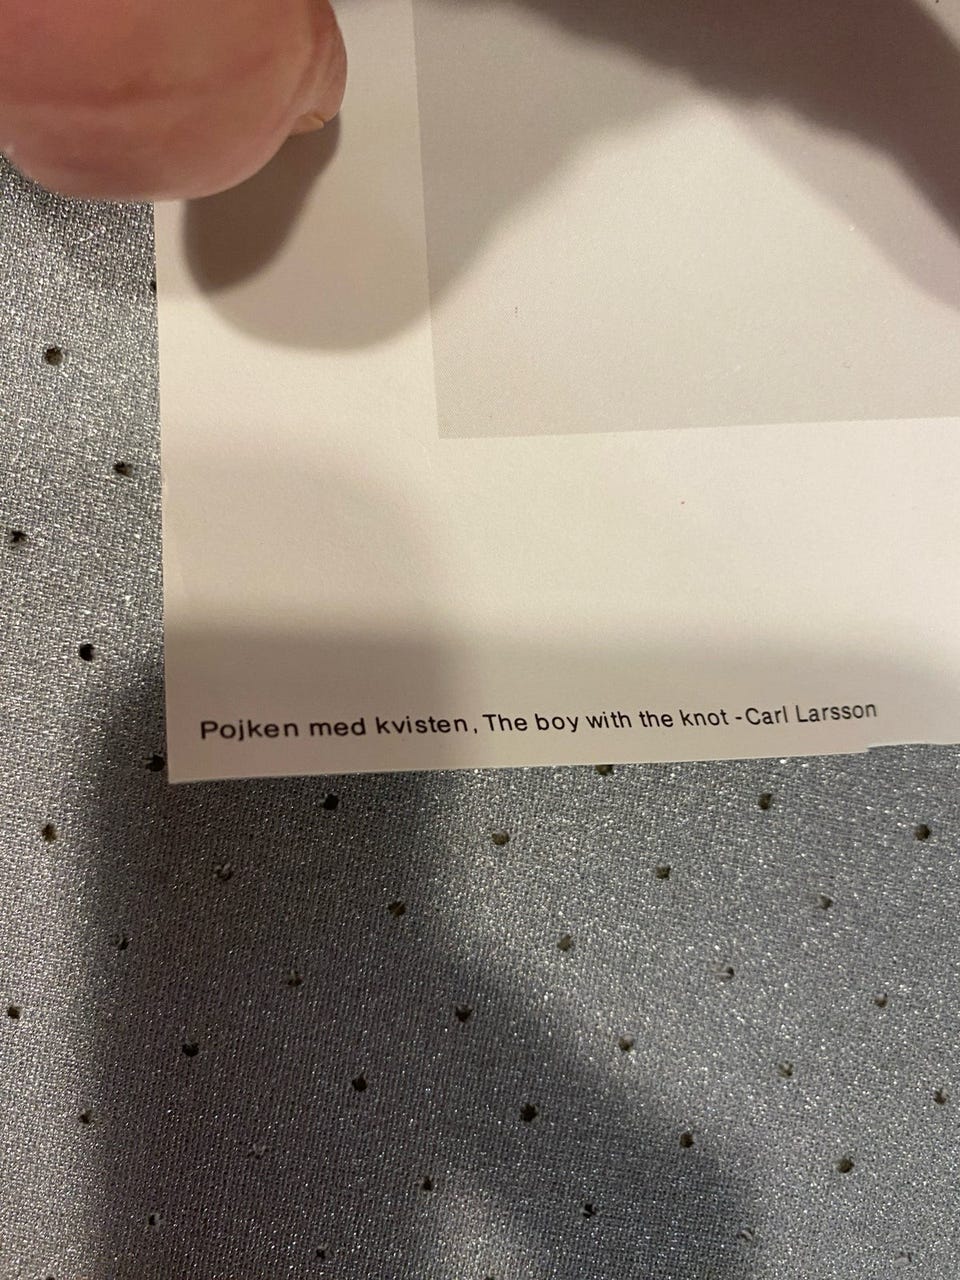 Pojken med kvisten, The boy with the knot -Carl Larsson